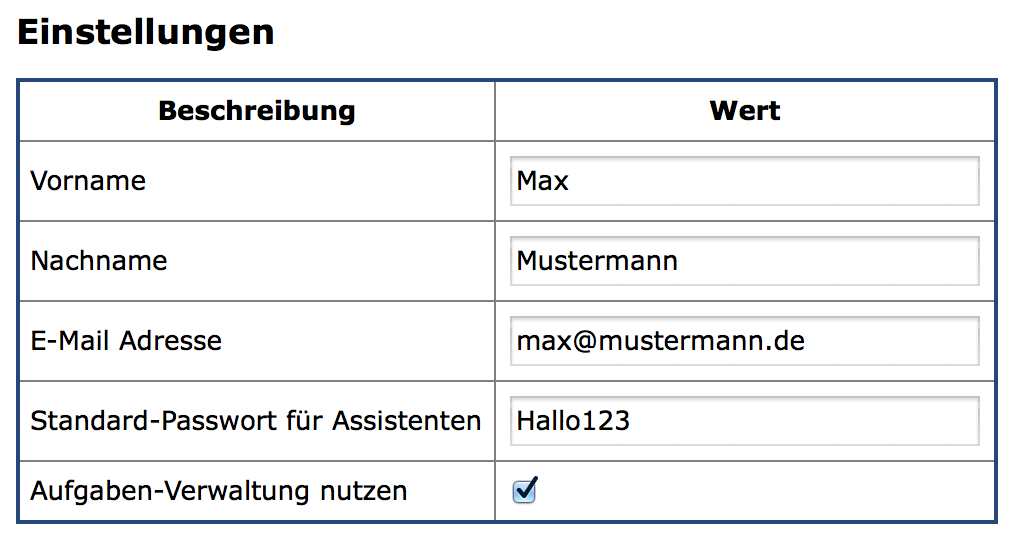 Einstellungen
Beschreibung Wert
Vorname Max
Nachname Mustermann
E-Mail Adresse max@mustermann.de
Standard-Passwort für Assistenten Hallo123
Aufgaben-Verwaltung nutzen